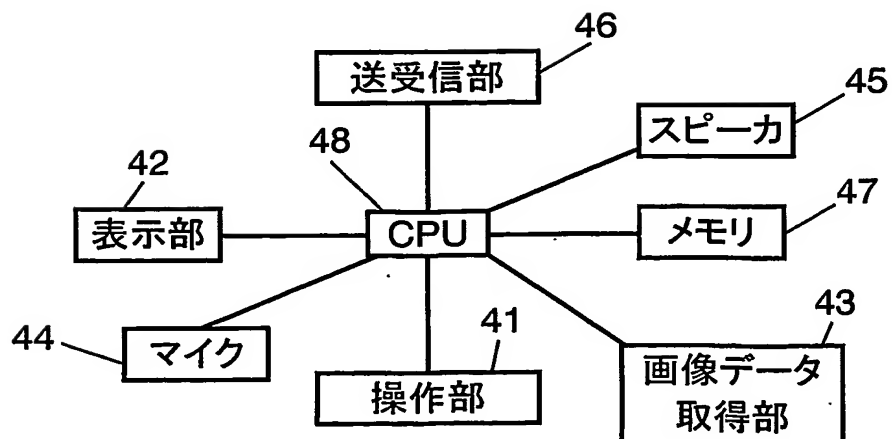 46
送受信部
45
スピーカ
48
42
CPU
表示部
47
メモリ
44
マイク
41
操作部
43
画像データ
取得部